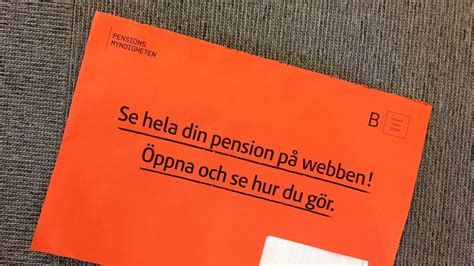 PENSIONS
MYNDIGHETEN
B
Se hela din pension på webben!
Öppna och se hur du gör.